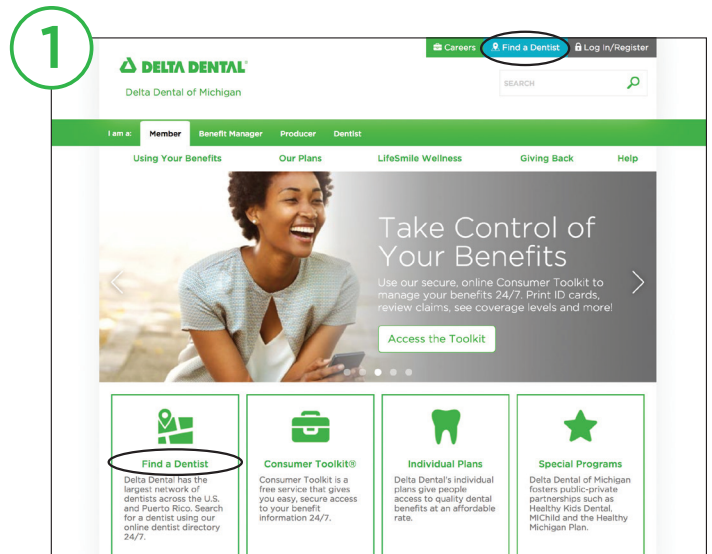 1
Careers Find a Dentist Log In/Register
DELTA DENTAL®
Delta Dental of Michigan
SEARCH
I am a: Member Benefit Manager Producer Dentist
Using Your Benefits Our Plans LifeSmile Wellness Giving Back Help
Take Control of
Your Benefits
Use our secure, online Consumer Toolkit to
manage your benefits 24/7. Print ID cards,
review claims, see coverage levels and more!
Access the Toolkit
Find a Dentist
Delta Dental has the
largest network of
dentists across the U.S.
and Puerto Rico. Search
for a dentist using our
online dentist directory
24/7.
Consumer Toolkit®
Consumer Toolkit is a
free service that gives
you easy, secure access
to your benefit
information 24/7.
Individual Plans
Delta Dental's individual
plans give people
access to quality dental
benefits at an affordable
rate.
Special Programs
Delta Dental of Michigan
fosters public-private
partnerships such as
Healthy Kids Dental,
MIChild and the Healthy
Michigan Plan.